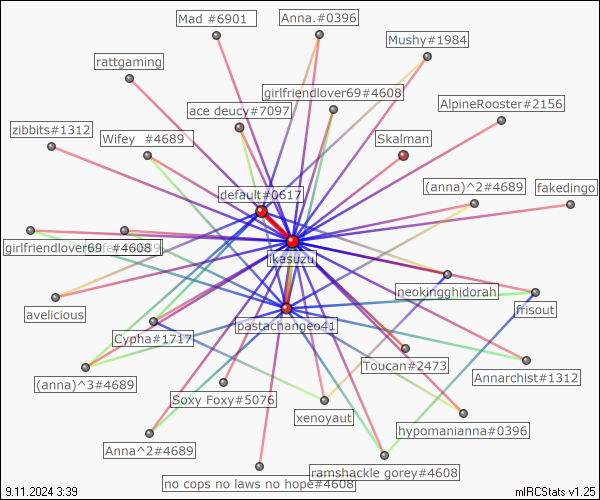 Mad #6901
Anna.#0396
Mushy#1984
rattgaming
girlfriendlover69#4608
AlpineRooster#2156
ace deucy#7097
zibbits#1312
Wifey #4689
Skalman
default#0617
(anna)^2#4689
fakedingo
girlfriendlover69 #4608
ikasuzu
neokingghidorah
frisout
avelicious
pastachangeo41
Cypha#1717
Toucan#2473
Annarchist#1312
(anna)^3#4689
Soxy Foxy#5076
xenoyaut
hypomanianna#0396
Anna^2#4689
ramshackle gorey#4608
no cops no laws no hope#4608
9.11.2024 3:39
mIRCStats v1.25